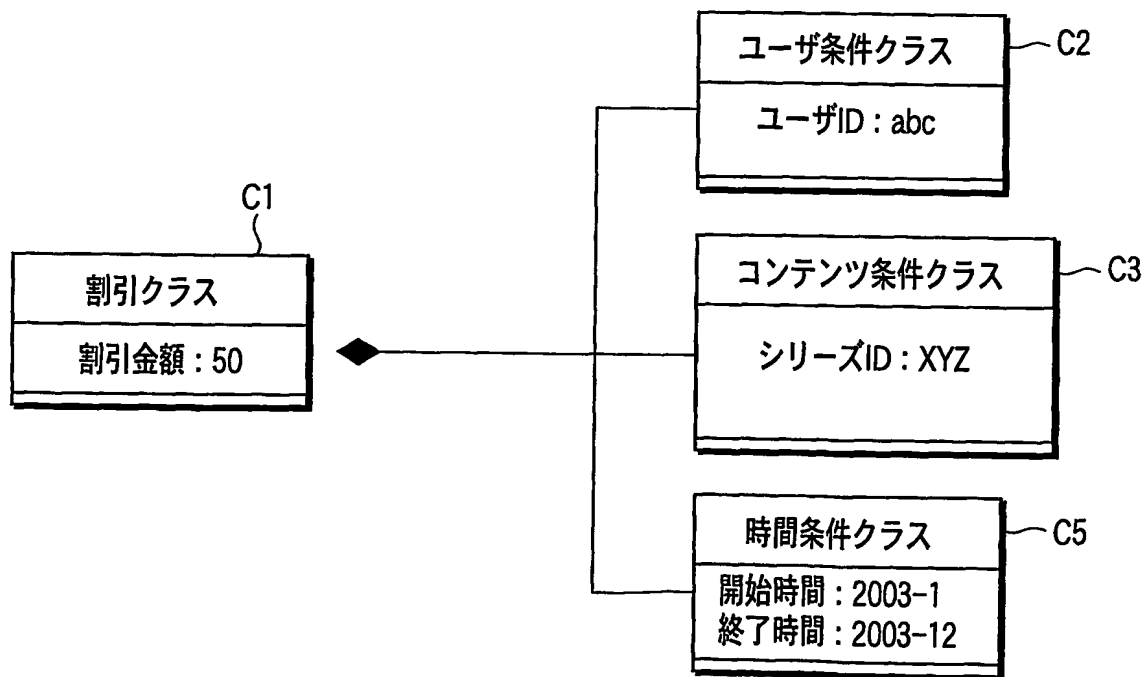 ユーザ条件クラス
C2
ユーザID：abc
C1
割引クラス
割引金額：50
コンテンツ条件クラス
C3
シリーズID：XYZ
時間条件クラス
C5
開始時間：2003-1
終了時間：2003-12